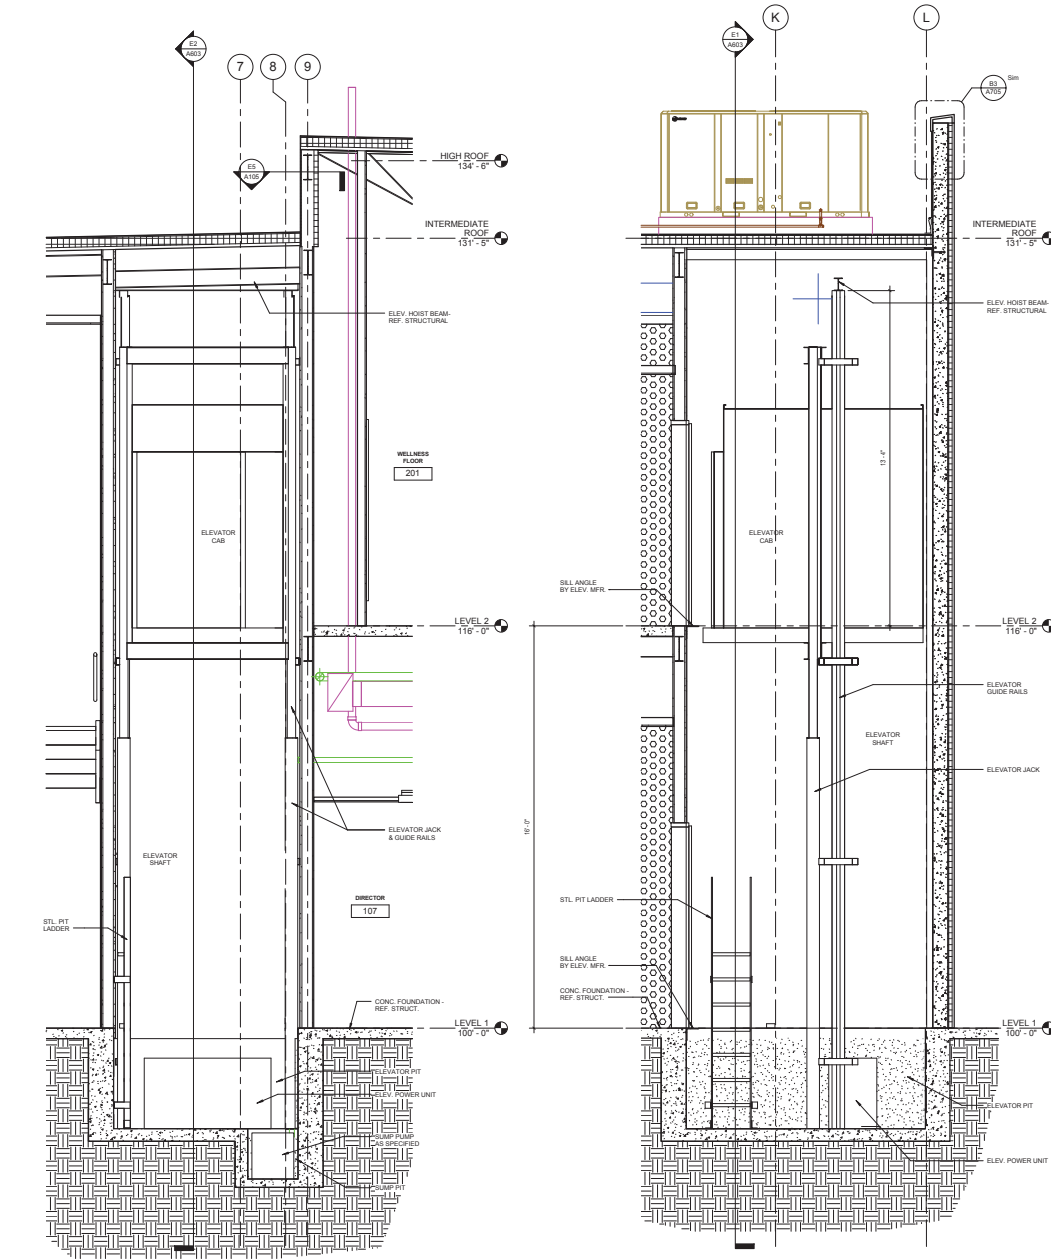 E2
A603
7
8
9
E5
A105
HIGH ROOF
134' - 6"
INTERMEDIATE
ROOF
131' - 5"
ELEV. HOIST BEAM-
REF. STRUCTURAL
WELLNESS
FLOOR
201
ELEVATOR
CAB
LEVEL 2
116' - 0"
ELEVATOR JACK
& GUIDE RAILS
ELEVATOR
SHAFT
DIRECTOR
107
STL. PIT
LADDER
CONC. FOUNDATION -
REF. STRUCT.
LEVEL 1
100' - 0"
ELEVATOR PIT
ELEV. POWER UNIT
SUMP PUMP
AS SPECIFIED
SUMP PIT
E1
A603
K
L
B3
A705
Sim
INTERMEDIATE
ROOF
131' - 5"
ELEV. HOIST BEAM-
REF. STRUCTURAL
13' - 4"
ELEVATOR
CAB
SILL ANGLE
BY ELEV. MFR.
LEVEL 2
116' - 0"
ELEVATOR
GUIDE RAILS
ELEVATOR
SHAFT
ELEVATOR JACK
16' - 0"
STL. PIT LADDER
SILL ANGLE
BY ELEV. MFR.
CONC. FOUNDATION -
REF. STRUCT.
LEVEL 1
100' - 0"
ELEVATOR PIT
ELEV. POWER UNIT